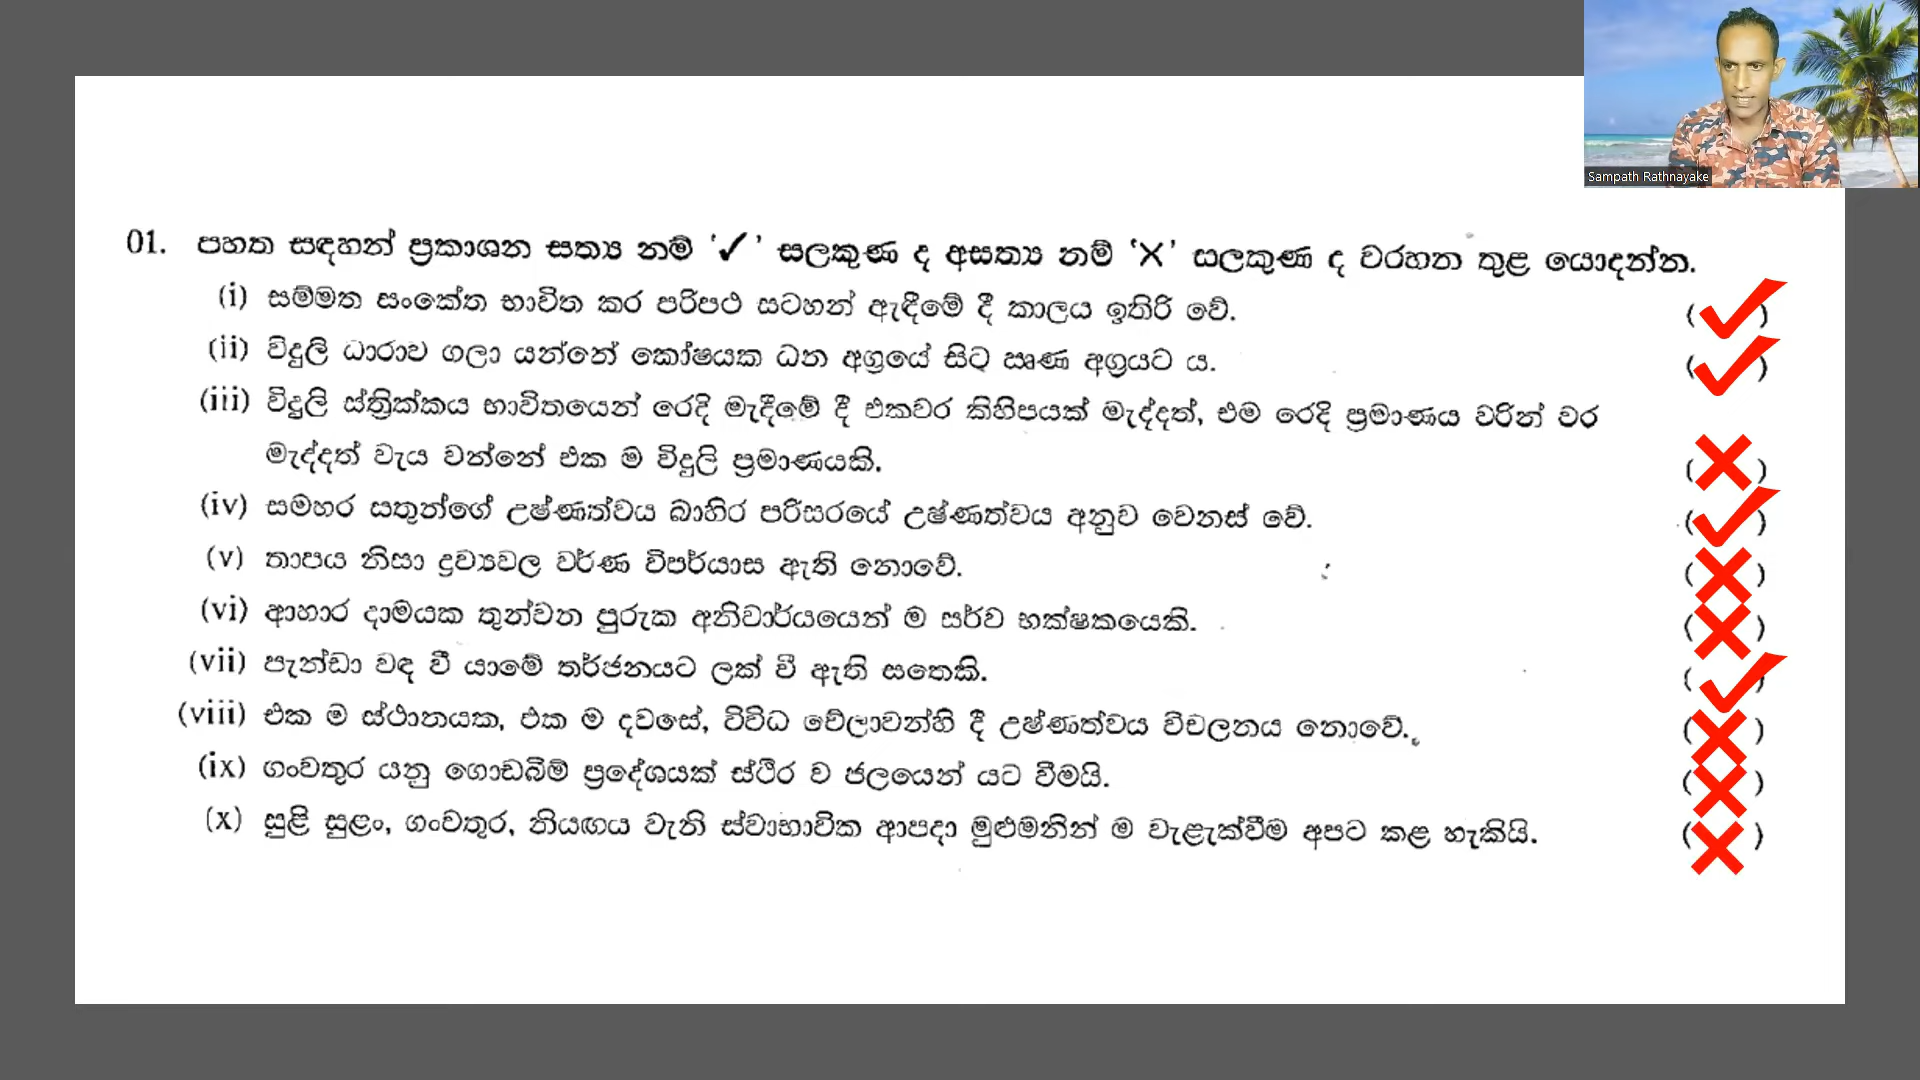 Sampath Rathnayake
01. පහත සඳහන් ප්‍රකාශන සත්‍ය නම් ‘✓’ සලකුණ ද අසත්‍ය නම් ‘X’ සලකුණ ද වරහන තුළ යොදන්න.
(i) සම්මත සංකේත භාවිත කර පරිපථ සටහන් ඇඳීමේ දී කාලය ඉතිරි වේ. (✓)
(ii) විදුලි ධාරාව ගලා යන්නේ කෝෂයක ධන අග්‍රයේ සිට ඍණ අග්‍රයට ය. (✓)
(iii) විදුලි ස්ත්‍රික්කය භාවිතයෙන් රෙදි මැදීමේ දී එකවර කිහිපයක් මැද්දත්, එම රෙදි ප්‍රමාණය වරින් වර
මැද්දත් වැය වන්නේ එක ම විදුලි ප්‍රමාණයකි. (X)
(iv) සමහර සතුන්ගේ උෂ්ණත්වය බාහිර පරිසරයේ උෂ්ණත්වය අනුව වෙනස් වේ. (✓)
(v) තාපය නිසා ද්‍රව්‍යවල වර්ණ විපර්යාස ඇති නොවේ. (X)
(vi) ආහාර දාමයක තුන්වන පුරුක අනිවාර්යයෙන් ම සර්ව භක්ෂකයෙකි. (X)
(vii) පැන්ඩා වඳ වී යාමේ තර්ජනයට ලක් වී ඇති සතෙකි. (✓)
(viii) එක ම ස්ථානයක, එක ම දවසේ, විවිධ වේලාවන්හි දී උෂ්ණත්වය විචලනය නොවේ. (X)
(ix) ගංවතුර යනු ගොඩබිම් ප්‍රදේශයක් ස්ථිර ව ජලයෙන් යට වීමයි. (X)
(x) සුළි සුළං, ගංවතුර, නියඟය වැනි ස්වාභාවික ආපදා මුළුමනින් ම වැළැක්වීම අපට කළ හැකියි. (X)